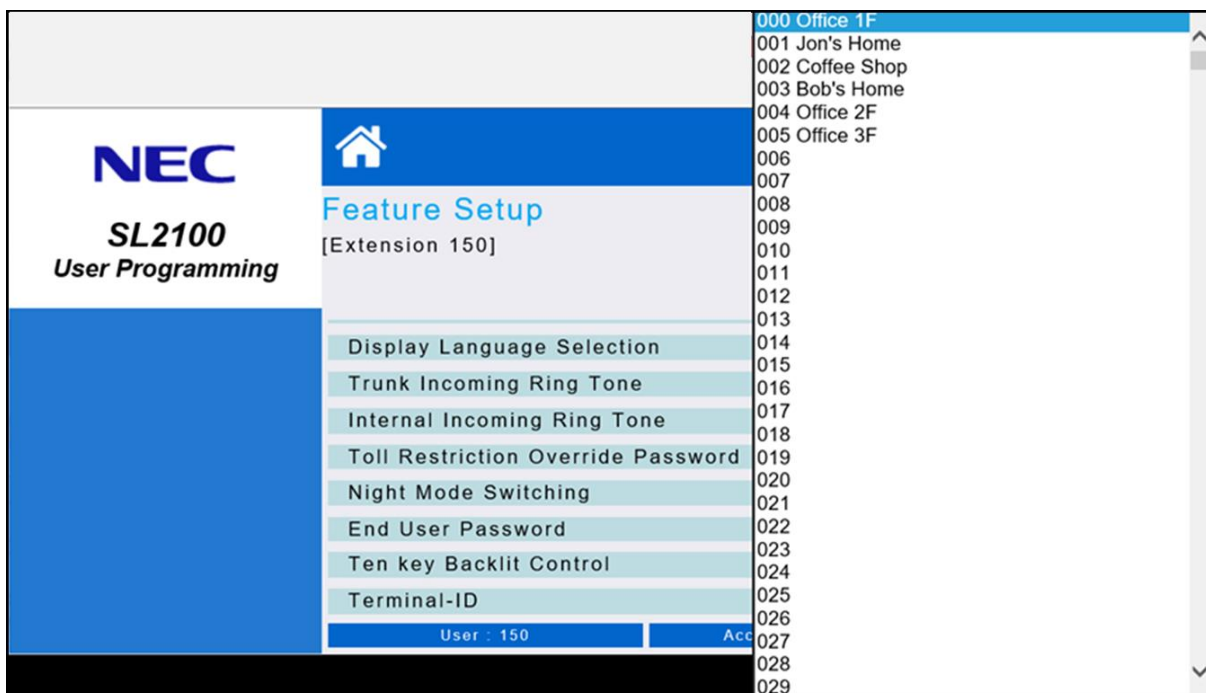 NEC
SL2100
User Programming
Feature Setup
[Extension 150]
Display Language Selection
Trunk Incoming Ring Tone
Internal Incoming Ring Tone
Toll Restriction Override Password
Night Mode Switching
End User Password
Ten key Backlit Control
Terminal-ID
User : 150
000 Office 1F
001 Jon's Home
002 Coffee Shop
003 Bob's Home
004 Office 2F
005 Office 3F
006
007
008
009
010
011
012
013
014
015
016
017
018
019
020
021
022
023
024
025
026
027
028
029